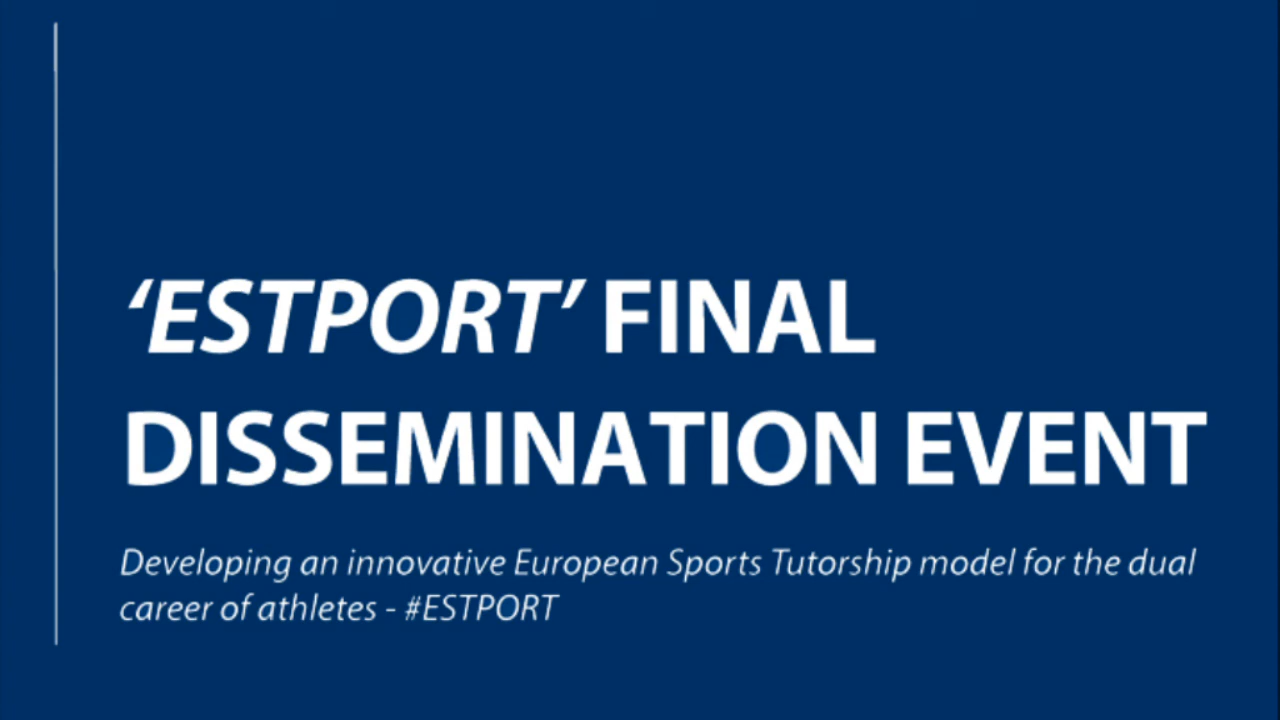 ‘ESTPORT’ FINAL
DISSEMINATION EVENT
Developing an innovative European Sports Tutorship model for the dual
career of athletes - #ESTPORT